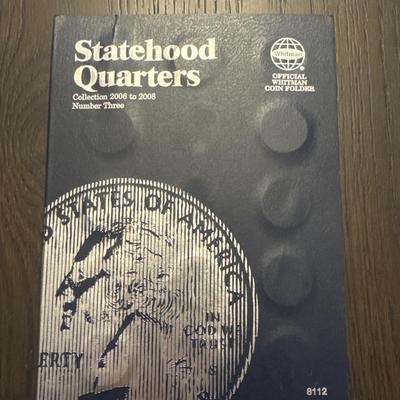 Statehood
Quarters
Collection 2006 to 2008
Number Three
Whitman
®
OFFICIAL
WHITMAN
COIN FOLDER
D STATES OF AMERICA
IN
GOD WE
TRUST
ERTY
S
8112